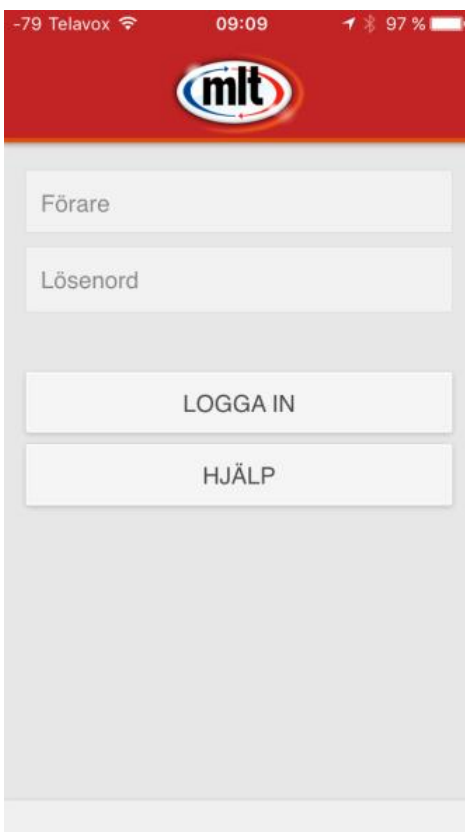 -79 Telavox 09:09 97 %
mlt
Förare
Lösenord
LOGGA IN
HJÄLP